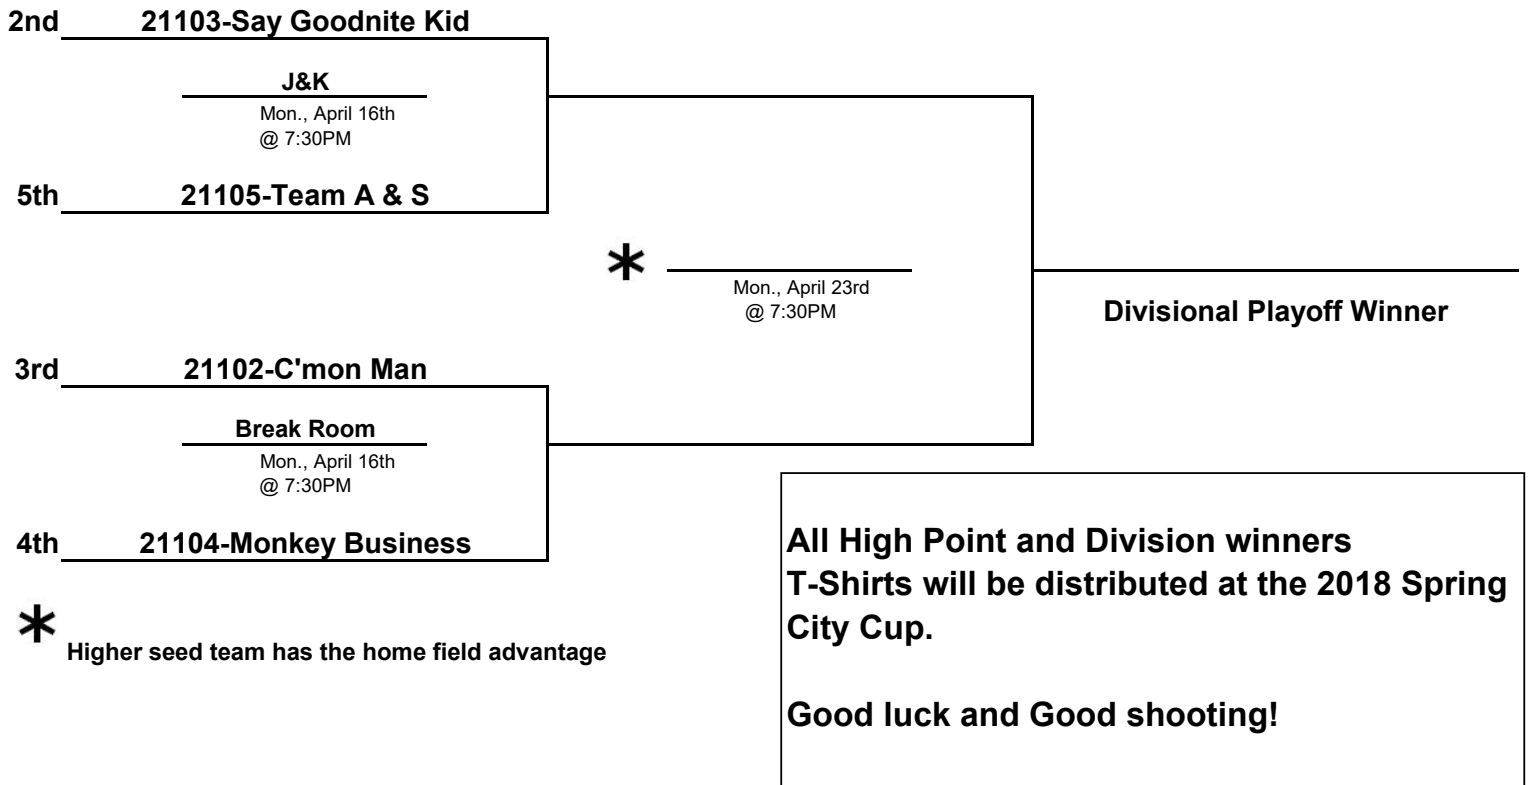 2nd 21103-Say Goodnite Kid
J&K
Mon., April 16th
@ 7:30PM
5th 21105-Team A & S
*
Mon., April 23rd
@ 7:30PM
Divisional Playoff Winner
3rd 21102-C'mon Man
Break Room
Mon., April 16th
@ 7:30PM
4th 21104-Monkey Business
* Higher seed team has the home field advantage
All High Point and Division winners
T-Shirts will be distributed at the 2018 Spring
City Cup.
Good luck and Good shooting!